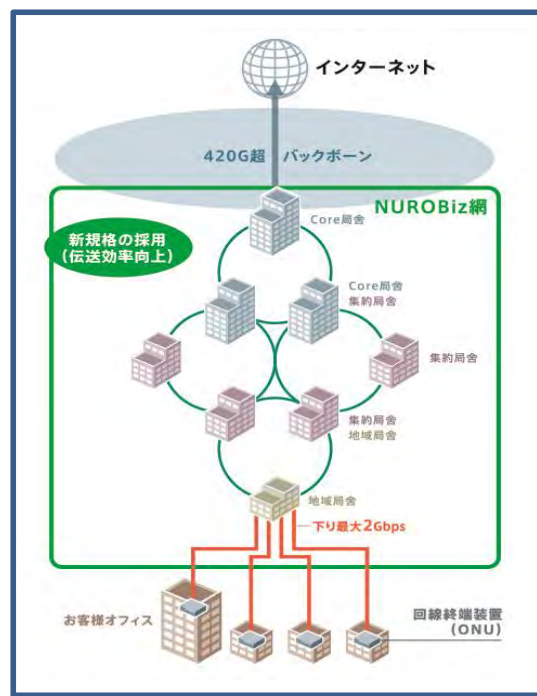 インターネット
420G超 バックボーン
NUROBiz網
Core局舎
新規格の採用
(伝送効率向上)
Core局舎
集約局舎
集約局舎
集約局舎
地域局舎
地域局舎
下り最大2Gbps
お客様オフィス
回線終端装置
(ONU)